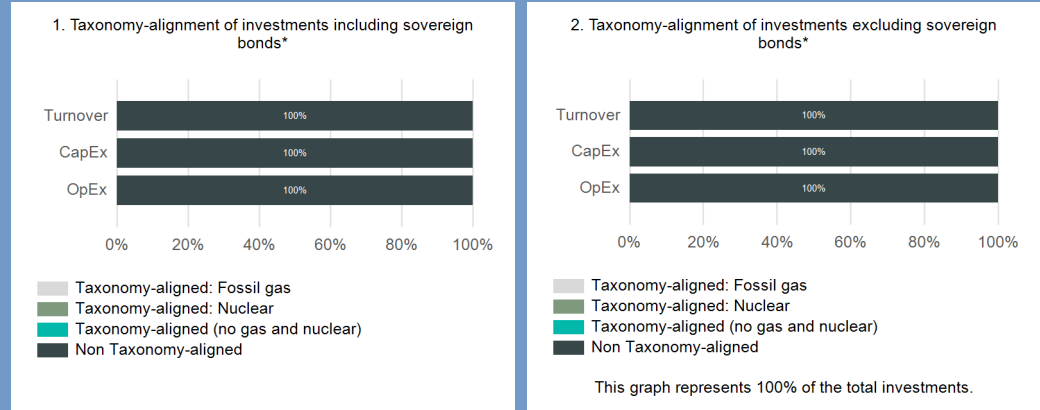 1. Taxonomy-alignment of investments including sovereign
bonds*
Turnover
100%
CapEx
100%
OpEx
100%
0% 20% 40% 60% 80% 100%
Taxonomy-aligned: Fossil gas
Taxonomy-aligned: Nuclear
Taxonomy-aligned (no gas and nuclear)
Non Taxonomy-aligned
2. Taxonomy-alignment of investments excluding sovereign
bonds*
Turnover
100%
CapEx
100%
OpEx
100%
0% 20% 40% 60% 80% 100%
Taxonomy-aligned: Fossil gas
Taxonomy-aligned: Nuclear
Taxonomy-aligned (no gas and nuclear)
Non Taxonomy-aligned
This graph represents 100% of the total investments.